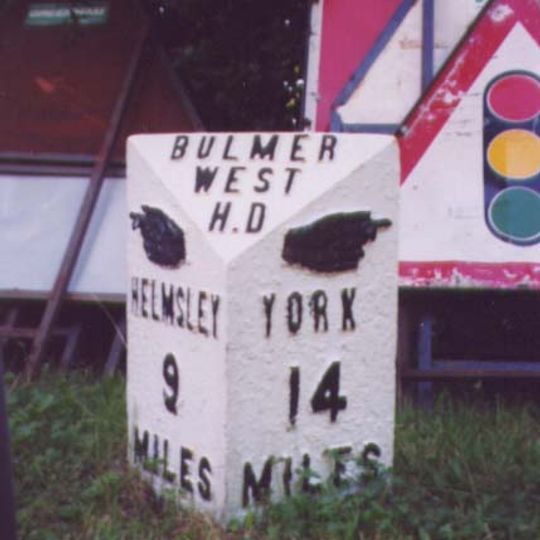 BULMER
WEST
H.D
HELMSLEY
9
MILES
YORK
14
MILES